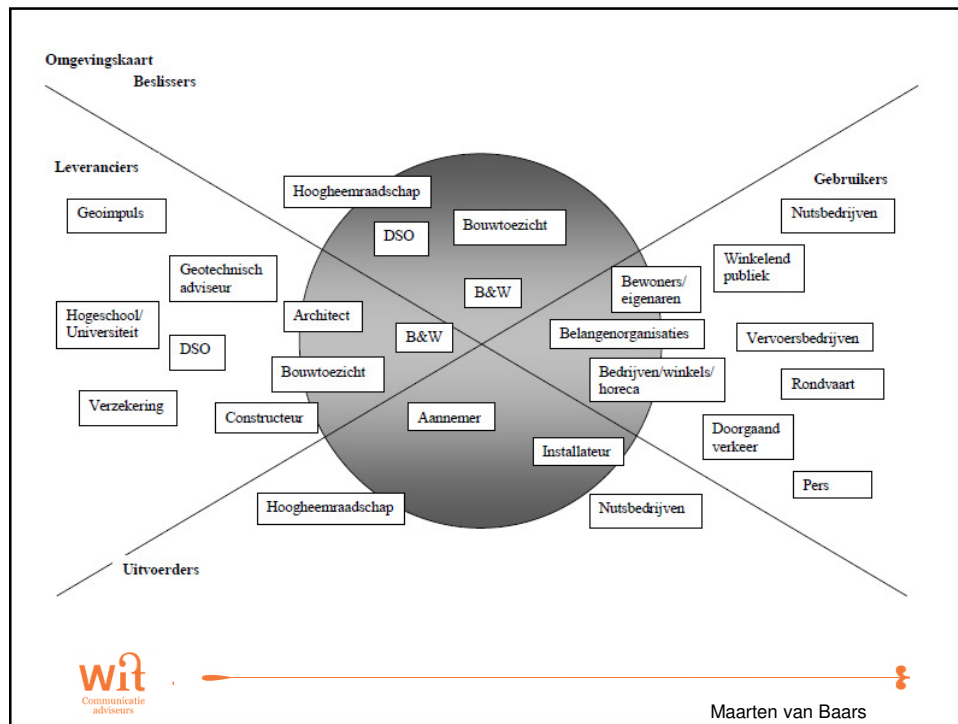 Omgevingskaart
Beslissers
Leveranciers
Gebruikers
Hoogheemraadschap
Geoimpuls
Nutsbedrijven
DSO
Bouwtoezicht
Winkelend
publiek
Geotechnisch
adviseur
Bewoners/
eigenaren
B&W
Hogeschool/
Universiteit
Architect
B&W
Belangenorganisaties
Vervoersbedrijven
DSO
Bouwtoezicht
Bedrijven/winkels/
horeca
Rondvaart
Verzekering
Constructeur
Aannemer
Doorgaand
verkeer
Installateur
Pers
Hoogheemraadschap
Nutsbedrijven
Uitvoerders
wit
Communicatie
adviseurs
Maarten van Baars